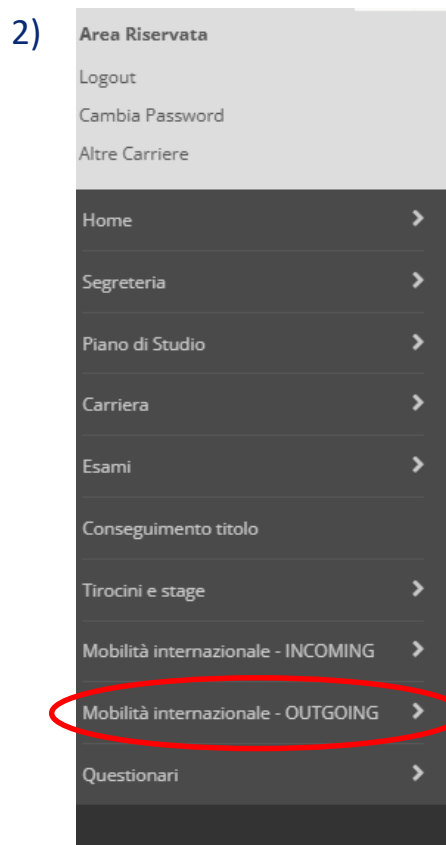 2)
Area Riservata
Logout
Cambia Password
Altre Carriere
Home
Segreteria
Piano di Studio
Carriera
Esami
Conseguimento titolo
Tirocini e stage
Mobilità internazionale - INCOMING
Mobilità internazionale - OUTGOING
Questionari